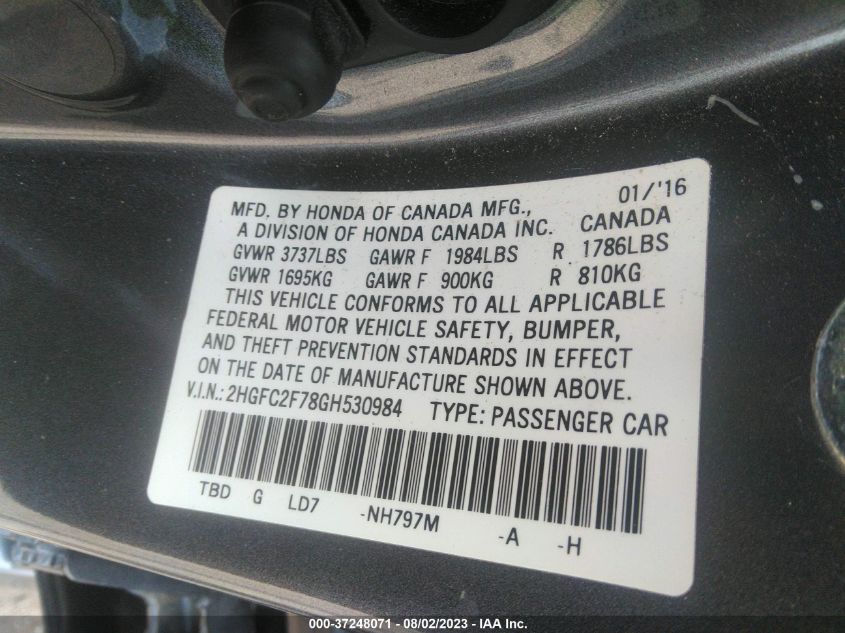 01/'16
MFD. BY HONDA OF CANADA MFG.,
A DIVISION OF HONDA CANADA INC. CANADA
GVWR 3737LBS GAWR F 1984LBS R 1786LBS
GVWR 1695KG GAWR F 900KG R 810KG
THIS VEHICLE CONFORMS TO ALL APPLICABLE
FEDERAL MOTOR VEHICLE SAFETY, BUMPER,
AND THEFT PREVENTION STANDARDS IN EFFECT
ON THE DATE OF MANUFACTURE SHOWN ABOVE.
V.I.N.: 2HGFC2F78GH530984 TYPE: PASSENGER CAR
TBD G LD7 -NH797M -A -H
000-37248071 - 08/02/2023 - IAA Inc.